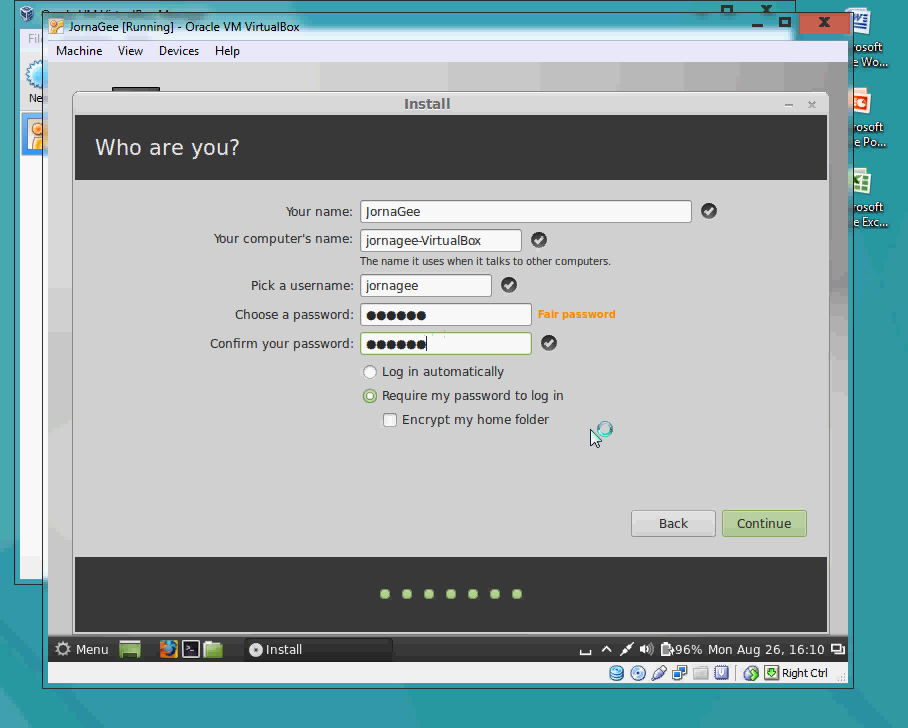 JornaGee [Running] - Oracle VM VirtualBox
Machine View Devices Help
Install
Who are you?
Your name: JornaGee
Your computer's name: jornagee-VirtualBox
The name it uses when it talks to other computers.
Pick a username: jornagee
Choose a password: ●●●●●● Fair password
Confirm your password: ●●●●●●
Log in automatically
Require my password to log in
Encrypt my home folder
Back Continue
Menu Install 96% Mon Aug 26, 16:10
Right Ctrl
rosoft
e Wo...
rosoft
e Po...
rosoft
e Exc...